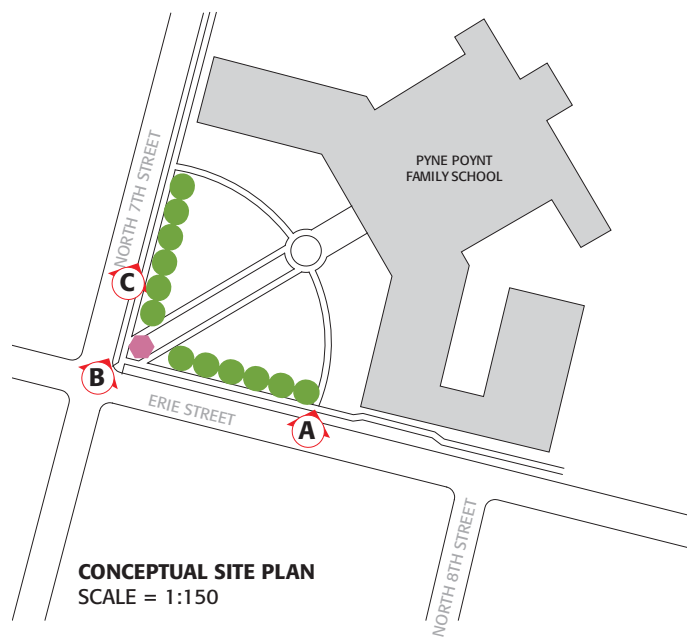 PYNE POYNT
FAMILY SCHOOL
NORTH 7TH STREET
C
B
A
ERIE STREET
NORTH 8TH STREET
CONCEPTUAL SITE PLAN
SCALE = 1:150